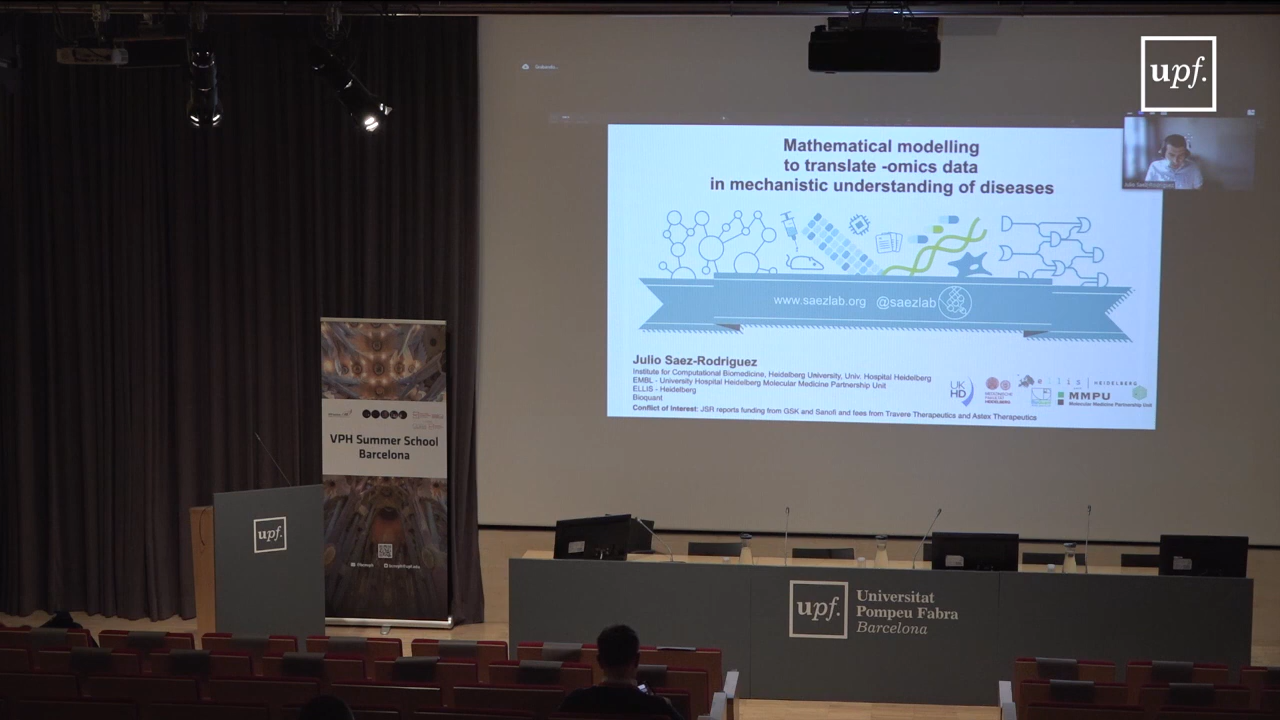 upf.
Mathematical modelling
to translate -omics data
in mechanistic understanding of diseases
www.saezlab.org @saezlab
Julio Saez-Rodriguez
Institute for Computational Biomedicine, Heidelberg University, Univ. Hospital Heidelberg
EMBL - University Hospital Heidelberg Molecular Medicine Partnership Unit
ELLIS - Heidelberg
Bioquant
Conflict of Interest: JSR reports funding from GSK and Sanofi and fees from Travere Therapeutics and Astex Therapeutics
UK
HD
ellis | HEIDELBERG
MMPU
Molecular Medicine Partnership Unit
VPH Summer School
Barcelona
upf.
upf.
Universitat
Pompeu Fabra
Barcelona